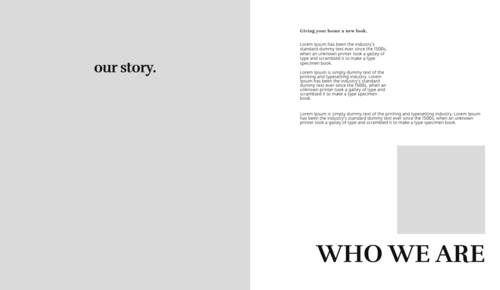 our story.
Giving your home a new look.
Lorem Ipsum has been the industry's
standard dummy text ever since the 1500s,
when an unknown printer took a galley of
type and scrambled it to make a type
specimen book.
Lorem Ipsum is simply dummy text of the
printing and typesetting industry. Lorem
Ipsum has been the industry's standard
dummy text ever since the 1500s, when an
unknown printer took a galley of type and
scrambled it to make a type specimen
book.
Lorem Ipsum is simply dummy text of the printing and typesetting industry. Lorem Ipsum
has been the industry's standard dummy text ever since the 1500s, when an unknown
printer took a galley of type and scrambled it to make a type specimen book.
WHO WE ARE